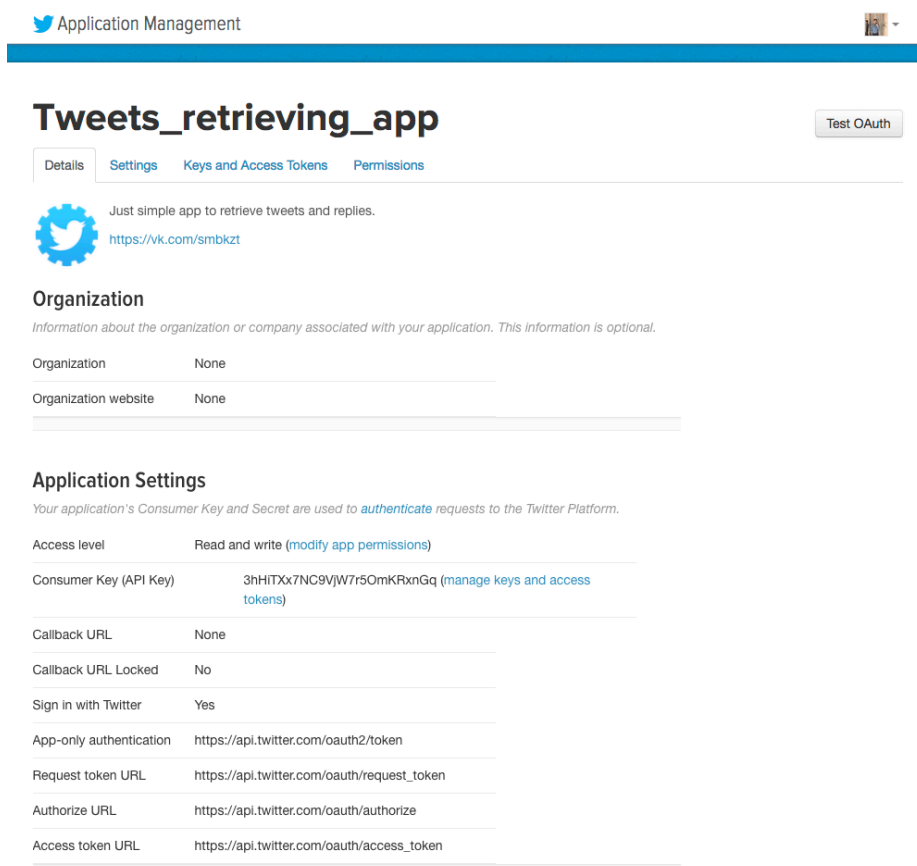 Application Management
Tweets_retrieving_app
Test OAuth
Details Settings Keys and Access Tokens Permissions
Just simple app to retrieve tweets and replies.
https://vk.com/smbkzt
Organization
Information about the organization or company associated with your application. This information is optional.
Organization None
Organization website None
Application Settings
Your application's Consumer Key and Secret are used to authenticate requests to the Twitter Platform.
Access level Read and write (modify app permissions)
Consumer Key (API Key) 3hHiTXx7NC9VjW7r5OmKRxnGq (manage keys and access
tokens)
Callback URL None
Callback URL Locked No
Sign in with Twitter Yes
App-only authentication https://api.twitter.com/oauth2/token
Request token URL https://api.twitter.com/oauth/request_token
Authorize URL https://api.twitter.com/oauth/authorize
Access token URL https://api.twitter.com/oauth/access_token